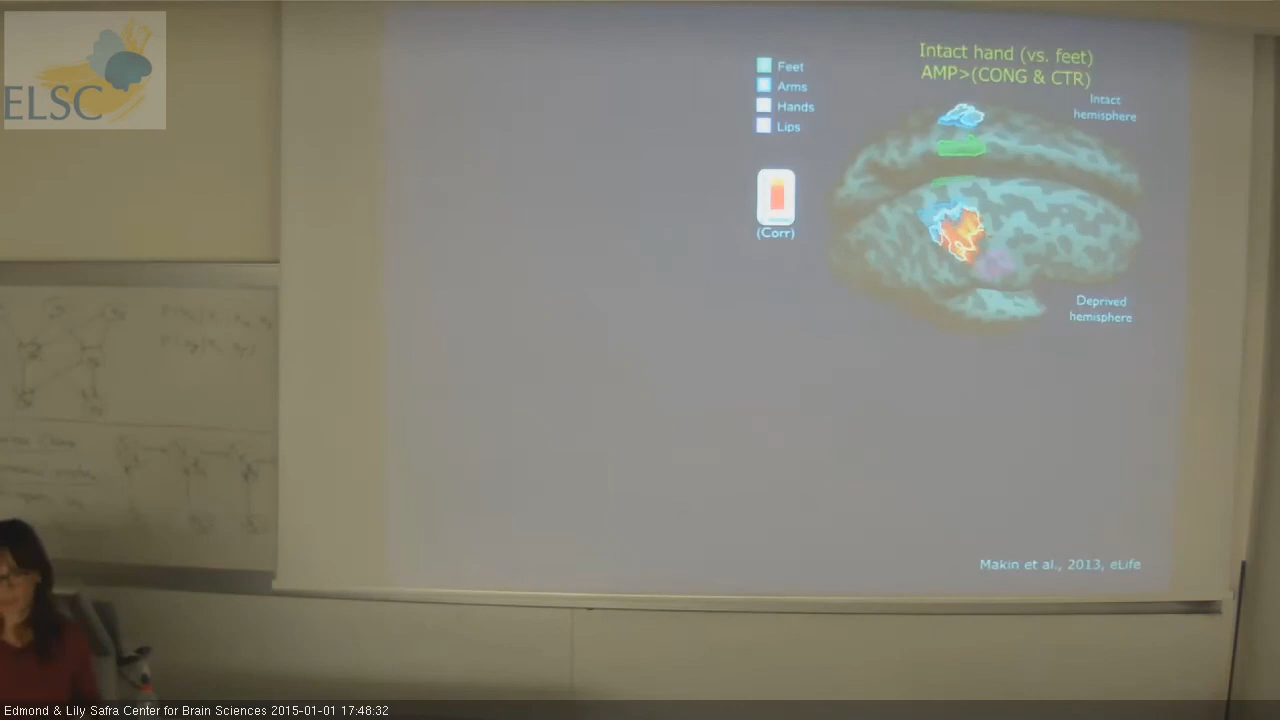 ELSC
Intact hand (vs. feet)
AMP>(CONG & CTR)
Feet
Arms
Hands
Lips
(Corr)
Intact
hemisphere
Deprived
hemisphere
Makin et al., 2013, eLife
Edmond & Lily Safra Center for Brain Sciences 2015-01-01 17:48:32